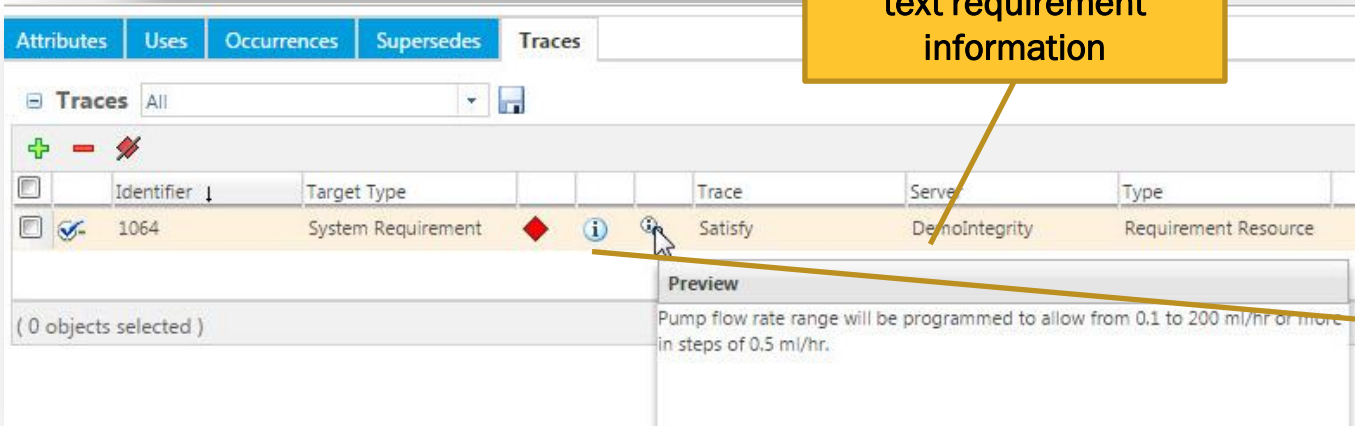 text requirement
information
Attributes Uses Occurrences Supersedes Traces
Traces All
Identifier Target Type Trace Server Type
1064 System Requirement Satisfy DemoIntegrity Requirement Resource
Preview
( 0 objects selected )
Pump flow rate range will be programmed to allow from 0.1 to 200 ml/hr or more
in steps of 0.5 ml/hr.